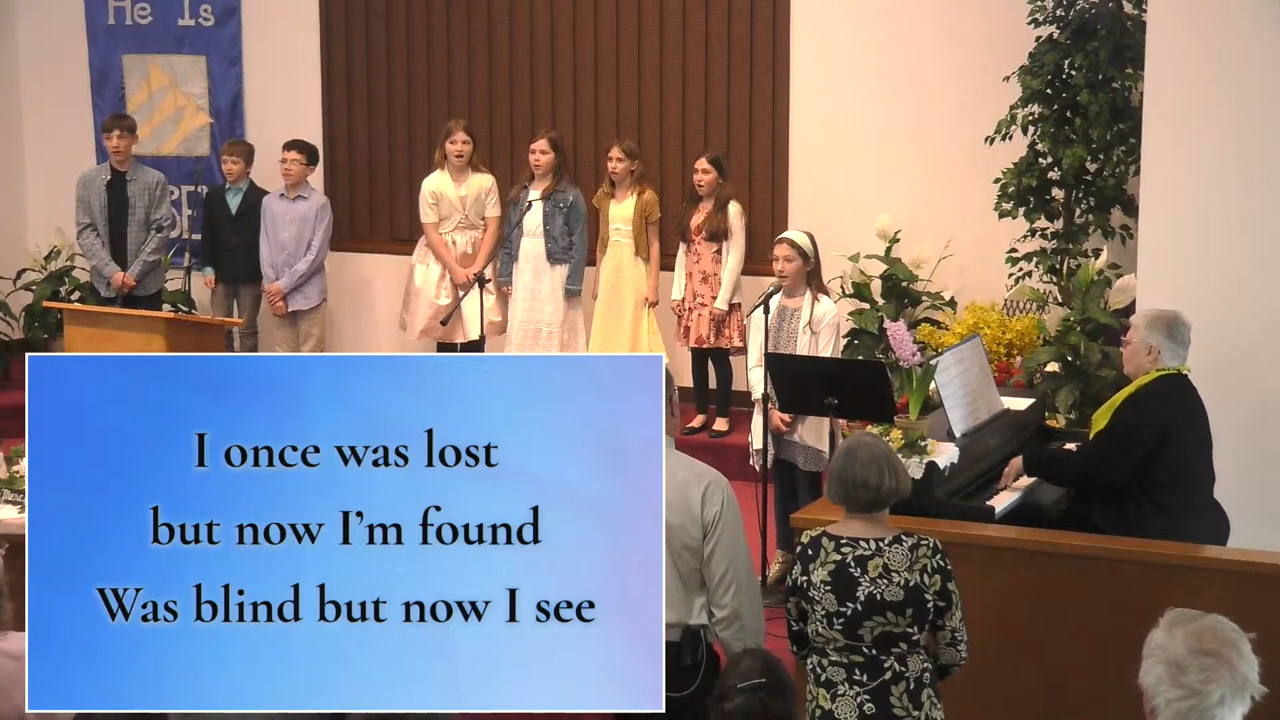 He Is
I once was lost
but now I'm found
Was blind but now I see